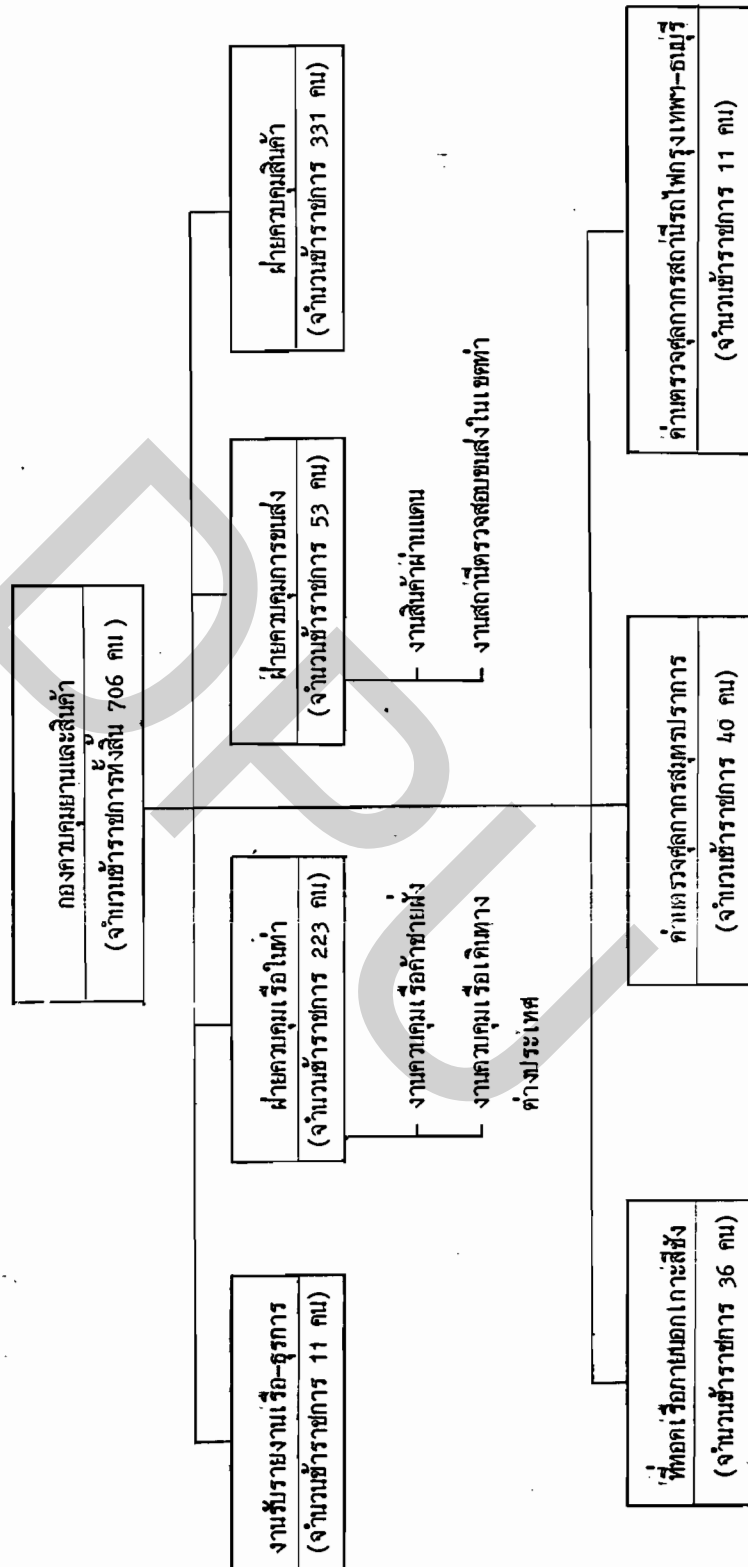 กองควบคุมยานและสินค้า
(จำนวนข้าราชการทั้งสิ้น 706 คน)
งานรับรายงานเรือ-ธุรการ
(จำนวนข้าราชการ 11 คน)
ฝ่ายควบคุมเรือในท่า
(จำนวนข้าราชการ 223 คน)
งานควบคุมเรือค้าชายฝั่ง
งานควบคุมเรือเดินทาง
ต่างประเทศ
ฝ่ายควบคุมการขนส่ง
(จำนวนข้าราชการ 53 คน)
งานสินค้าผ่านแดน
งานสถานีตรวจสอบขนส่งในเขตท่า
ฝ่ายควบคุมสินค้า
(จำนวนข้าราชการ 331 คน)
ที่ทอดเรือภายนอกเกาะสีชัง
(จำนวนข้าราชการ 36 คน)
ด่านตรวจศุลกากรสมุทรปราการ
(จำนวนข้าราชการ 40 คน)
ด่านตรวจศุลกากรสถานีรถไฟกรุงเทพฯ-ธนบุรี
(จำนวนข้าราชการ 11 คน)
DPU